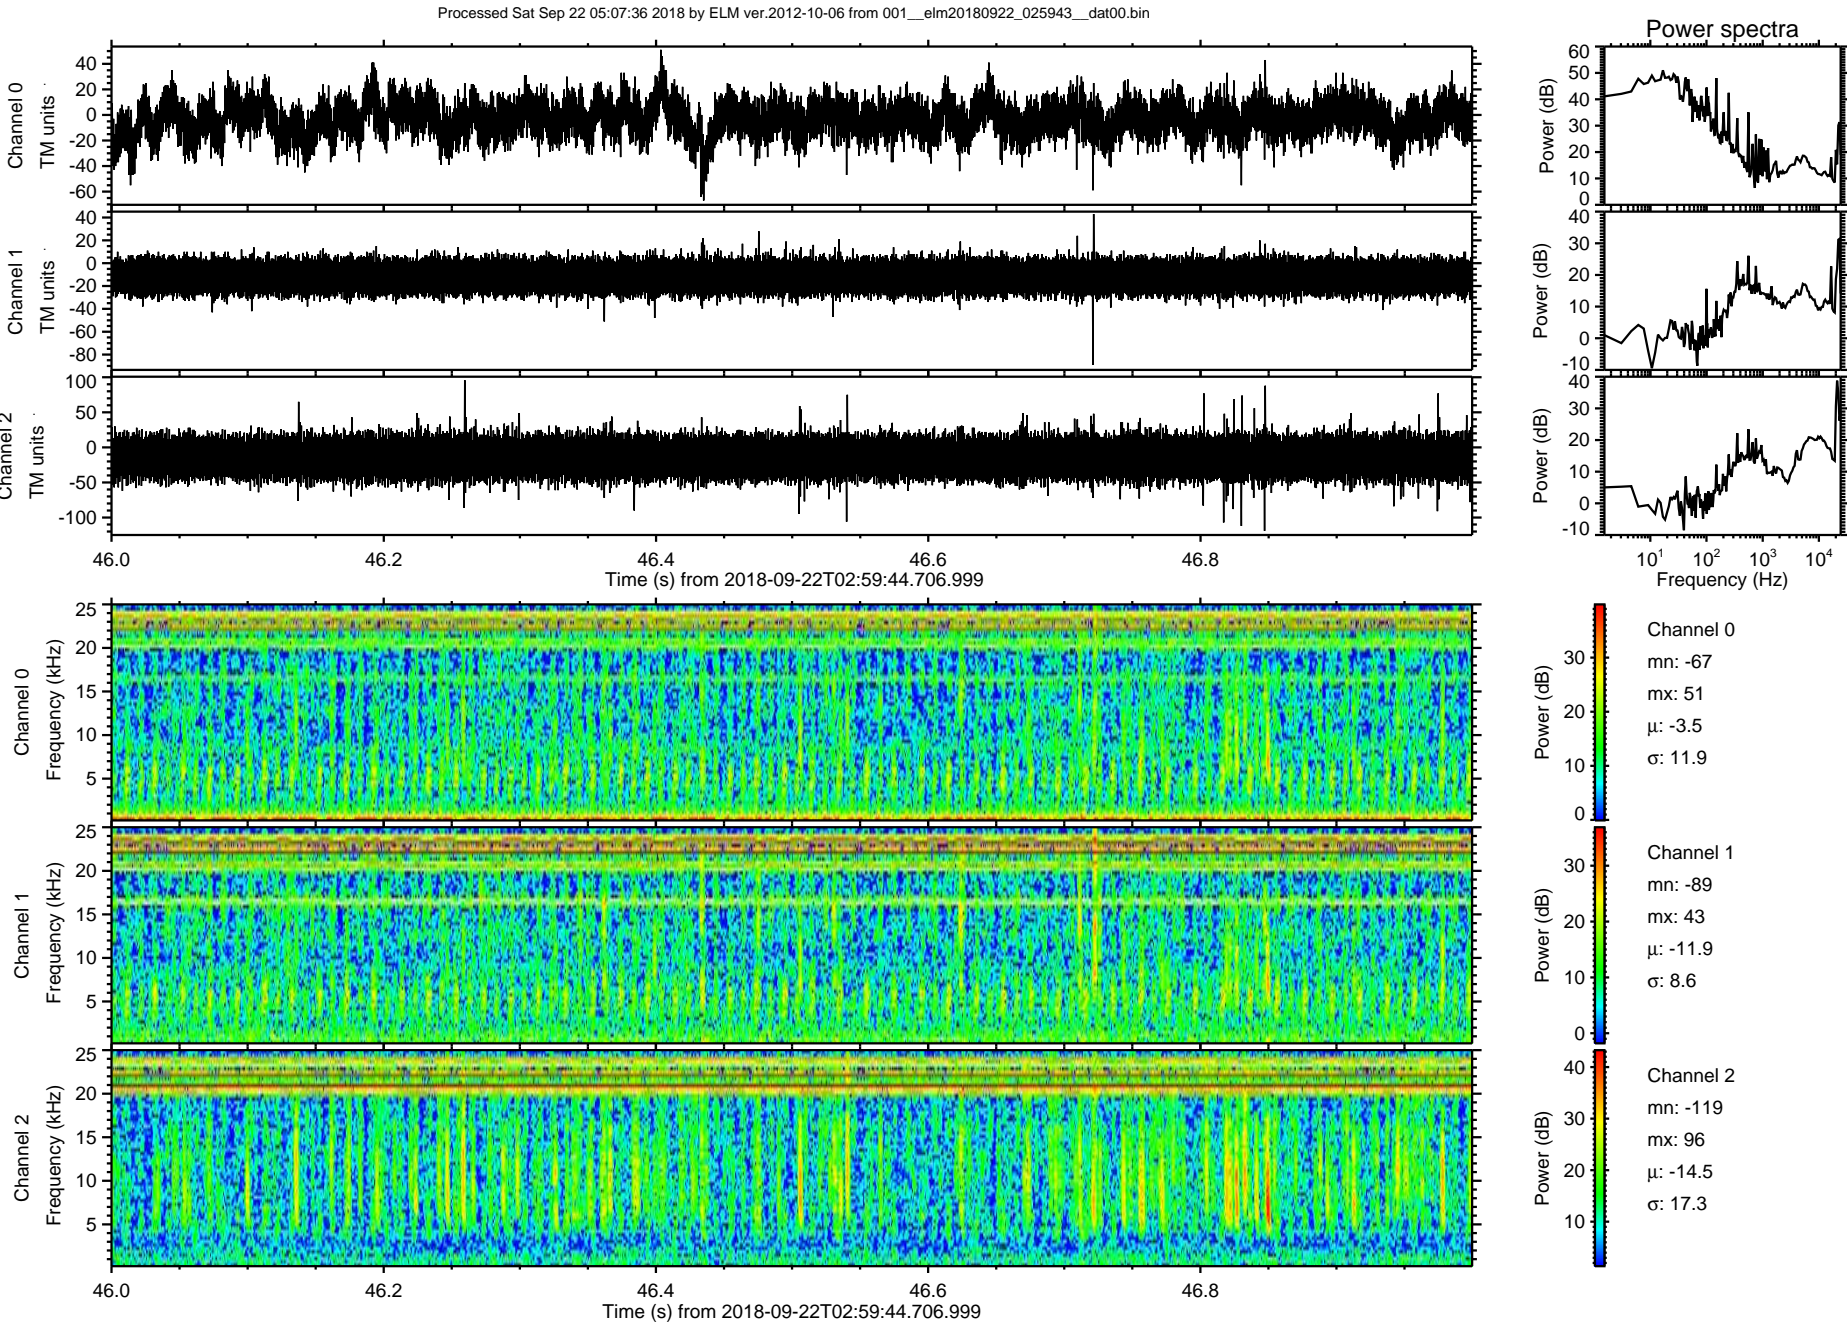 Processed Sat Sep 22 05:07:36 2018 by ELM ver.2012-10-06 from 001__elm20180922_025943__dat00.bin
Power spectra
Channel 0
TM units
40
20
0
-20
-40
-60
Power (dB)
60
50
40
30
20
10
0
Channel 1
TM units
40
20
0
-20
-40
-60
-80
Power (dB)
40
30
20
10
0
-10
Channel 2
TM units
100
50
0
-50
-100
Power (dB)
40
30
20
10
0
-10
46.0 46.2 46.4 46.6 46.8
Time (s) from 2018-09-22T02:59:44.706.999
10^1 10^2 10^3 10^4
Frequency (Hz)
Channel 0
Frequency (kHz)
25
20
15
10
5
Power (dB)
30
20
10
0
Channel 0
mn: -67
mx: 51
μ: -3.5
σ: 11.9
Channel 1
Frequency (kHz)
25
20
15
10
5
Power (dB)
30
20
10
0
Channel 1
mn: -89
mx: 43
μ: -11.9
σ: 8.6
Channel 2
Frequency (kHz)
25
20
15
10
5
Power (dB)
40
30
20
10
Channel 2
mn: -119
mx: 96
μ: -14.5
σ: 17.3
46.0 46.2 46.4 46.6 46.8
Time (s) from 2018-09-22T02:59:44.706.999